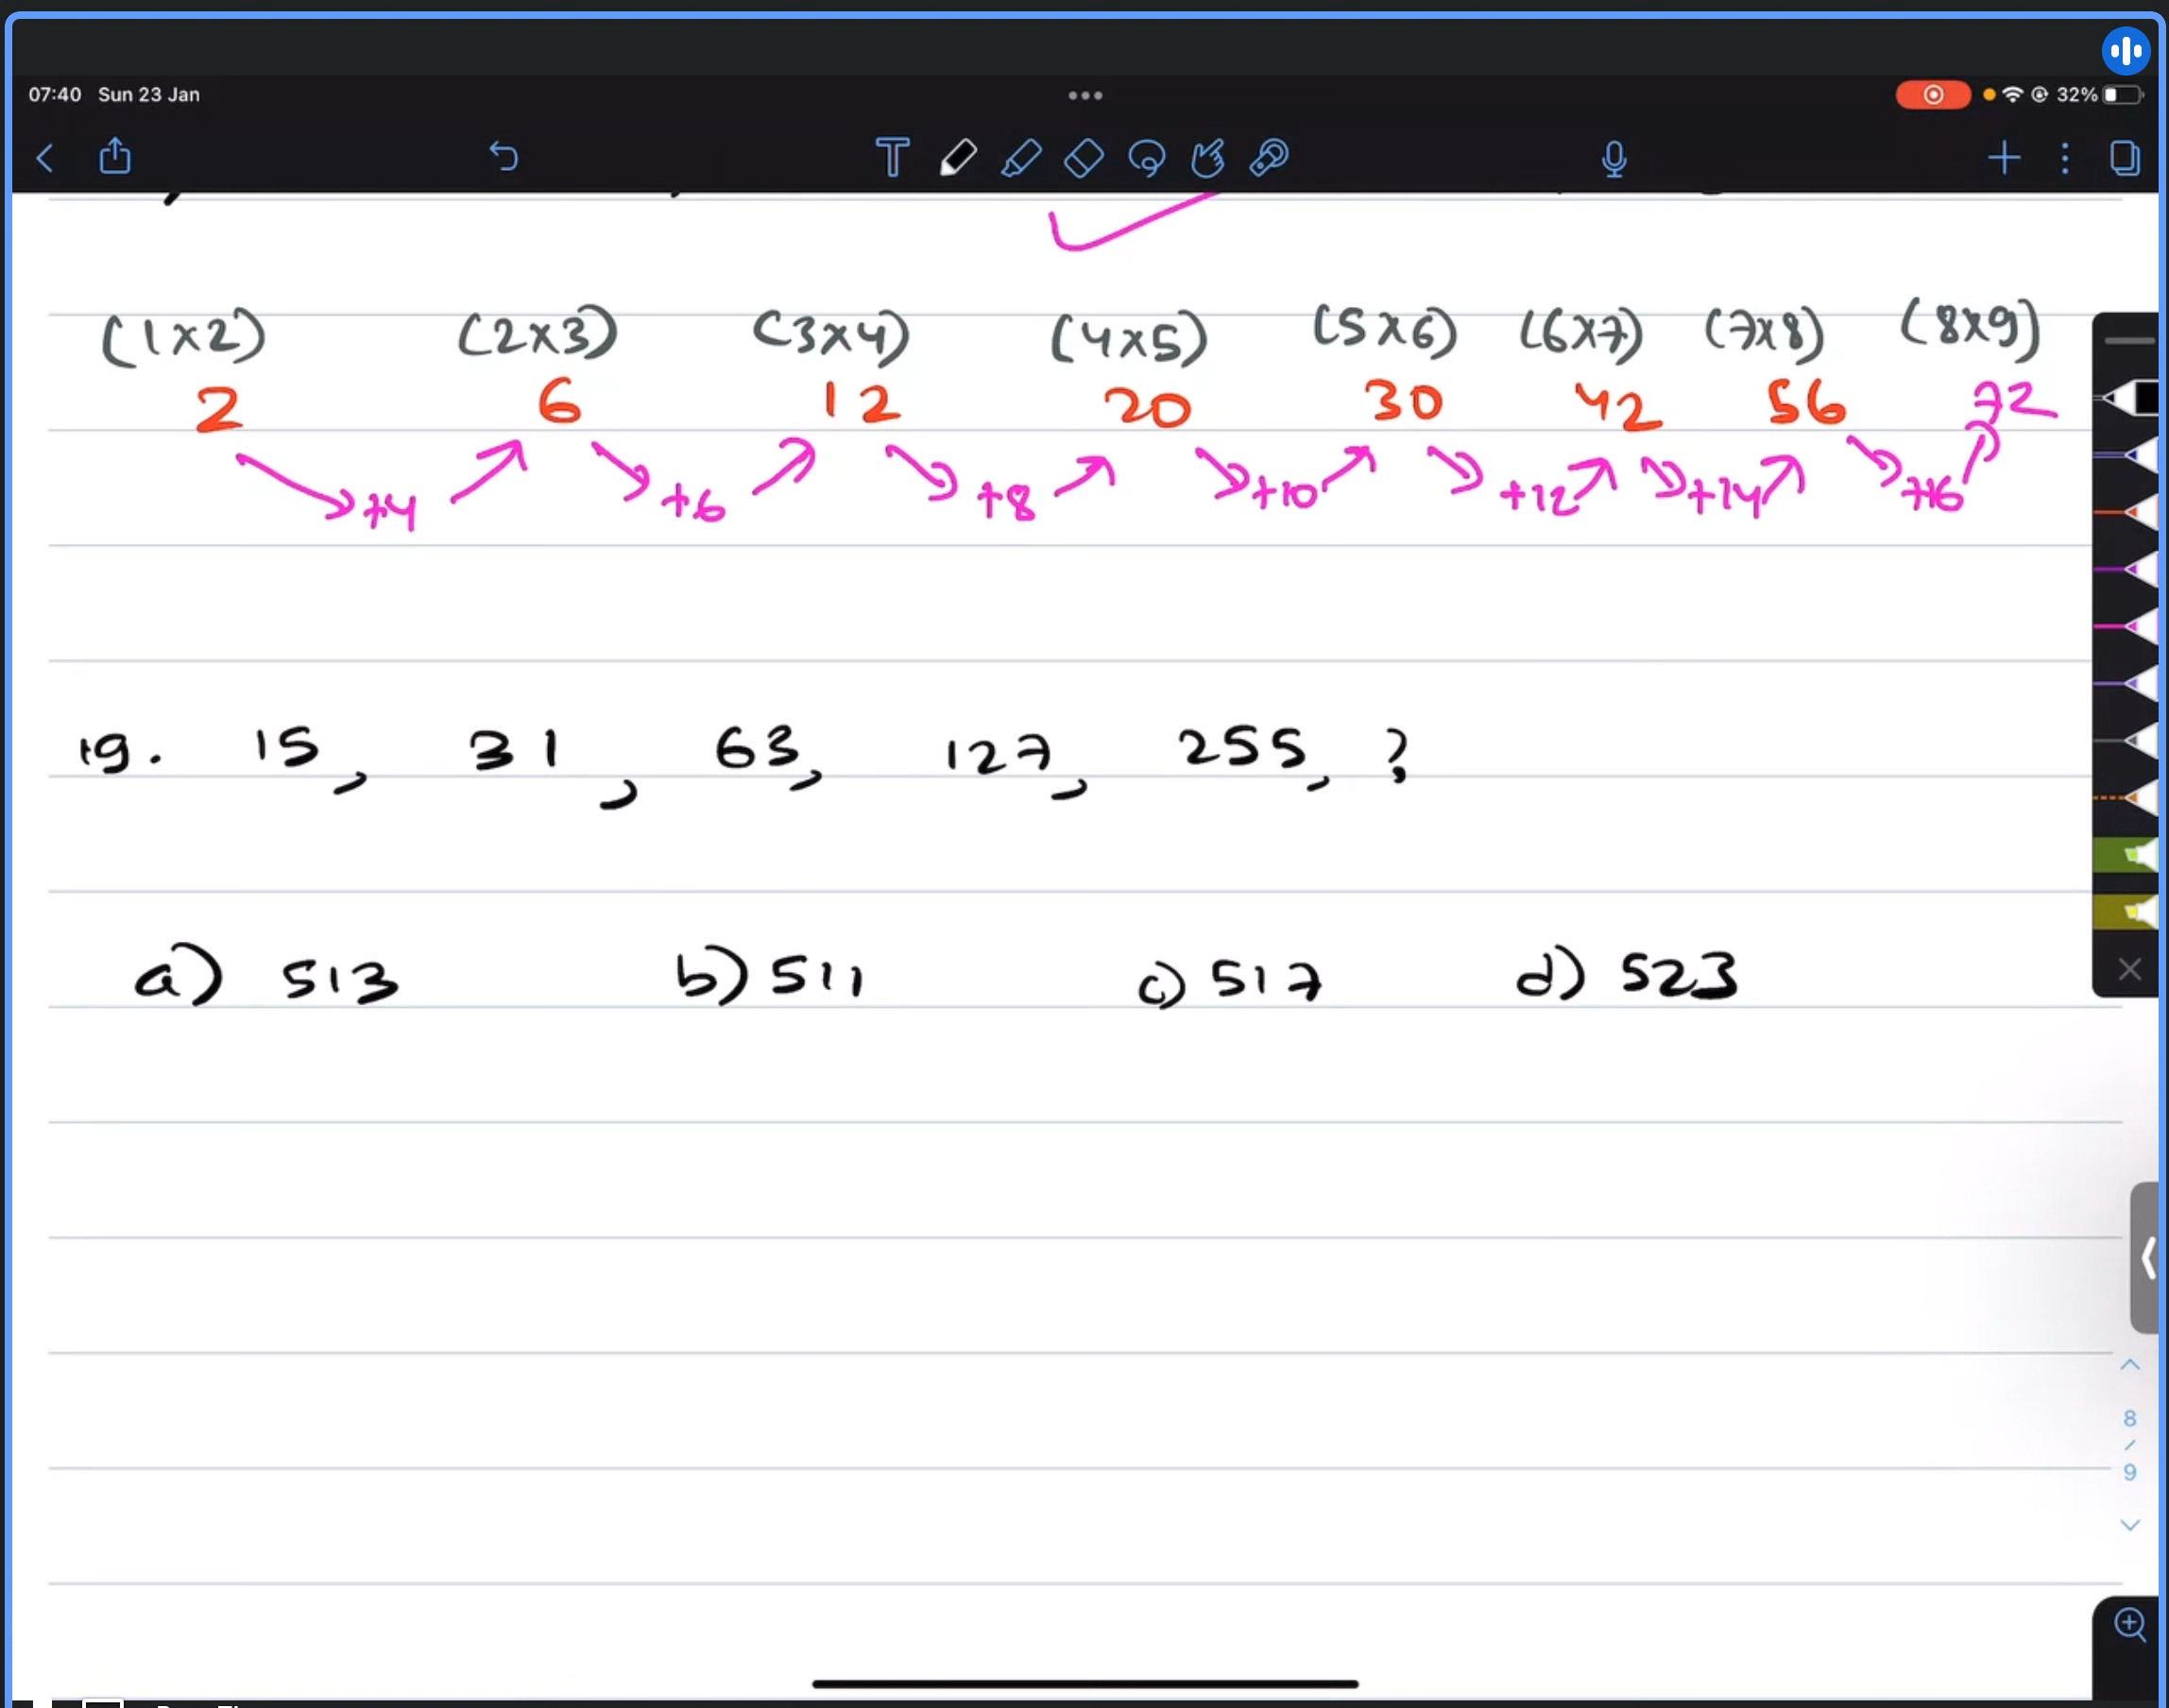 07:40 Sun 23 Jan 32%
(1x2) (2x3) (3x4) (4x5) (5x6) (6x7) (7x8) (8x9)
2 6 12 20 30 42 56 72
+4 +6 +8 +10 +12 +14 +16
19. 15, 31, 63, 127, 255, ?
a) 513 b) 511 c) 517 d) 523
8
/
9